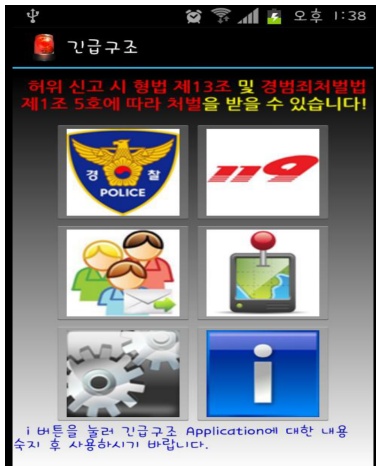 오후 1:38
긴급구조
허위 신고 시 형법 제13조 및 경범죄처벌법
제1조 5호에 따라 처벌을 받을 수 있습니다!
경 찰
POLICE
119
i
i 버튼을 눌러 긴급구조 Application에 대한 내용
숙지 후 사용하시기 바랍니다.